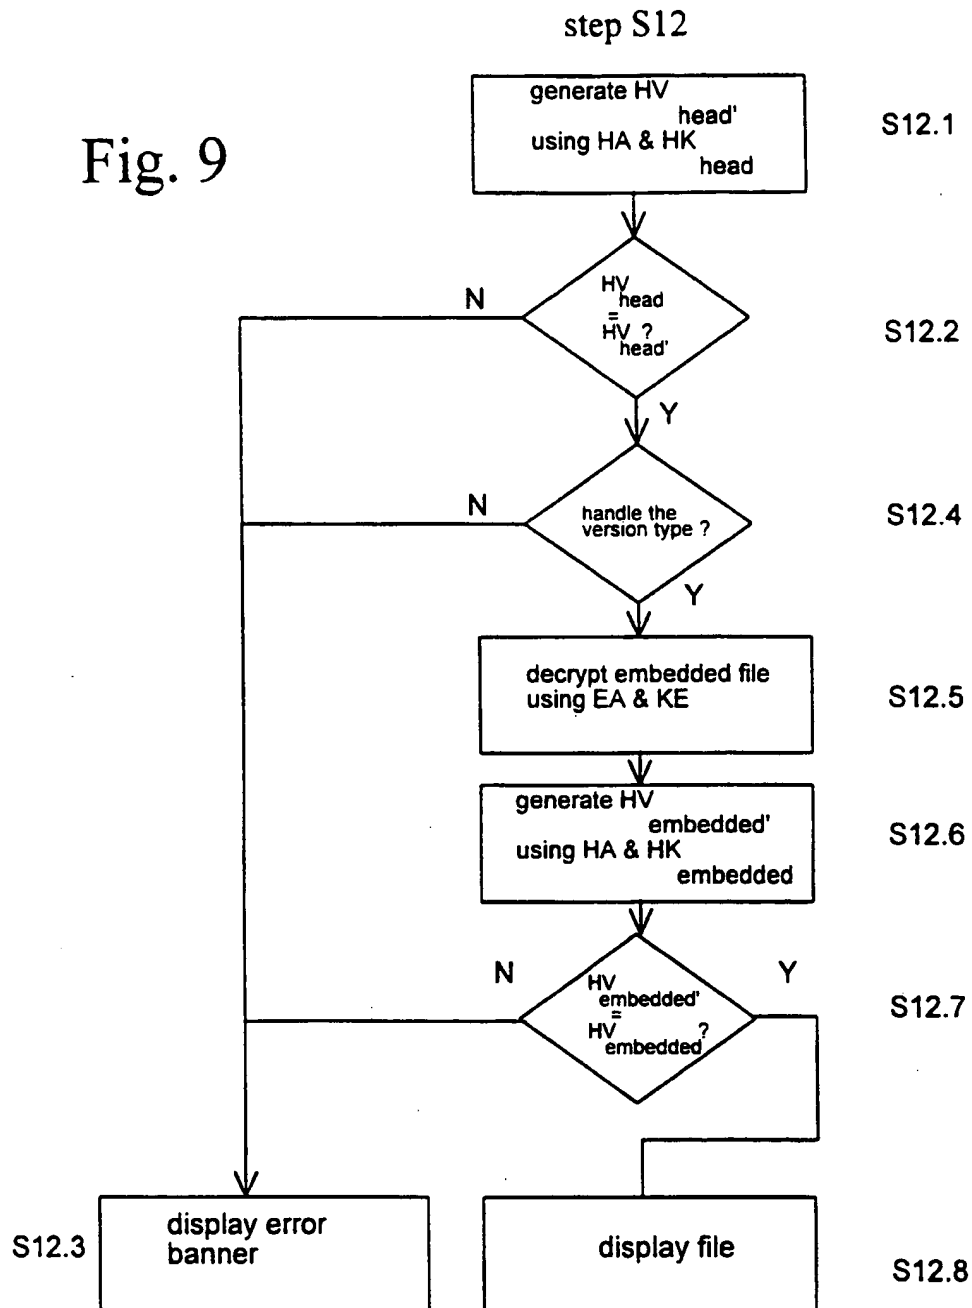 step S12
Fig. 9
generate HV
head'
using HA & HK
head
S12.1
HV
head
=
HV ?
head'
N
S12.2
Y
handle the
version type ?
N
S12.4
Y
decrypt embedded file
using EA & KE
S12.5
generate HV
embedded'
using HA & HK
embedded
S12.6
N
HV
embedded'
=
HV ?
embedded
Y
S12.7
S12.3
display error
banner
display file
S12.8